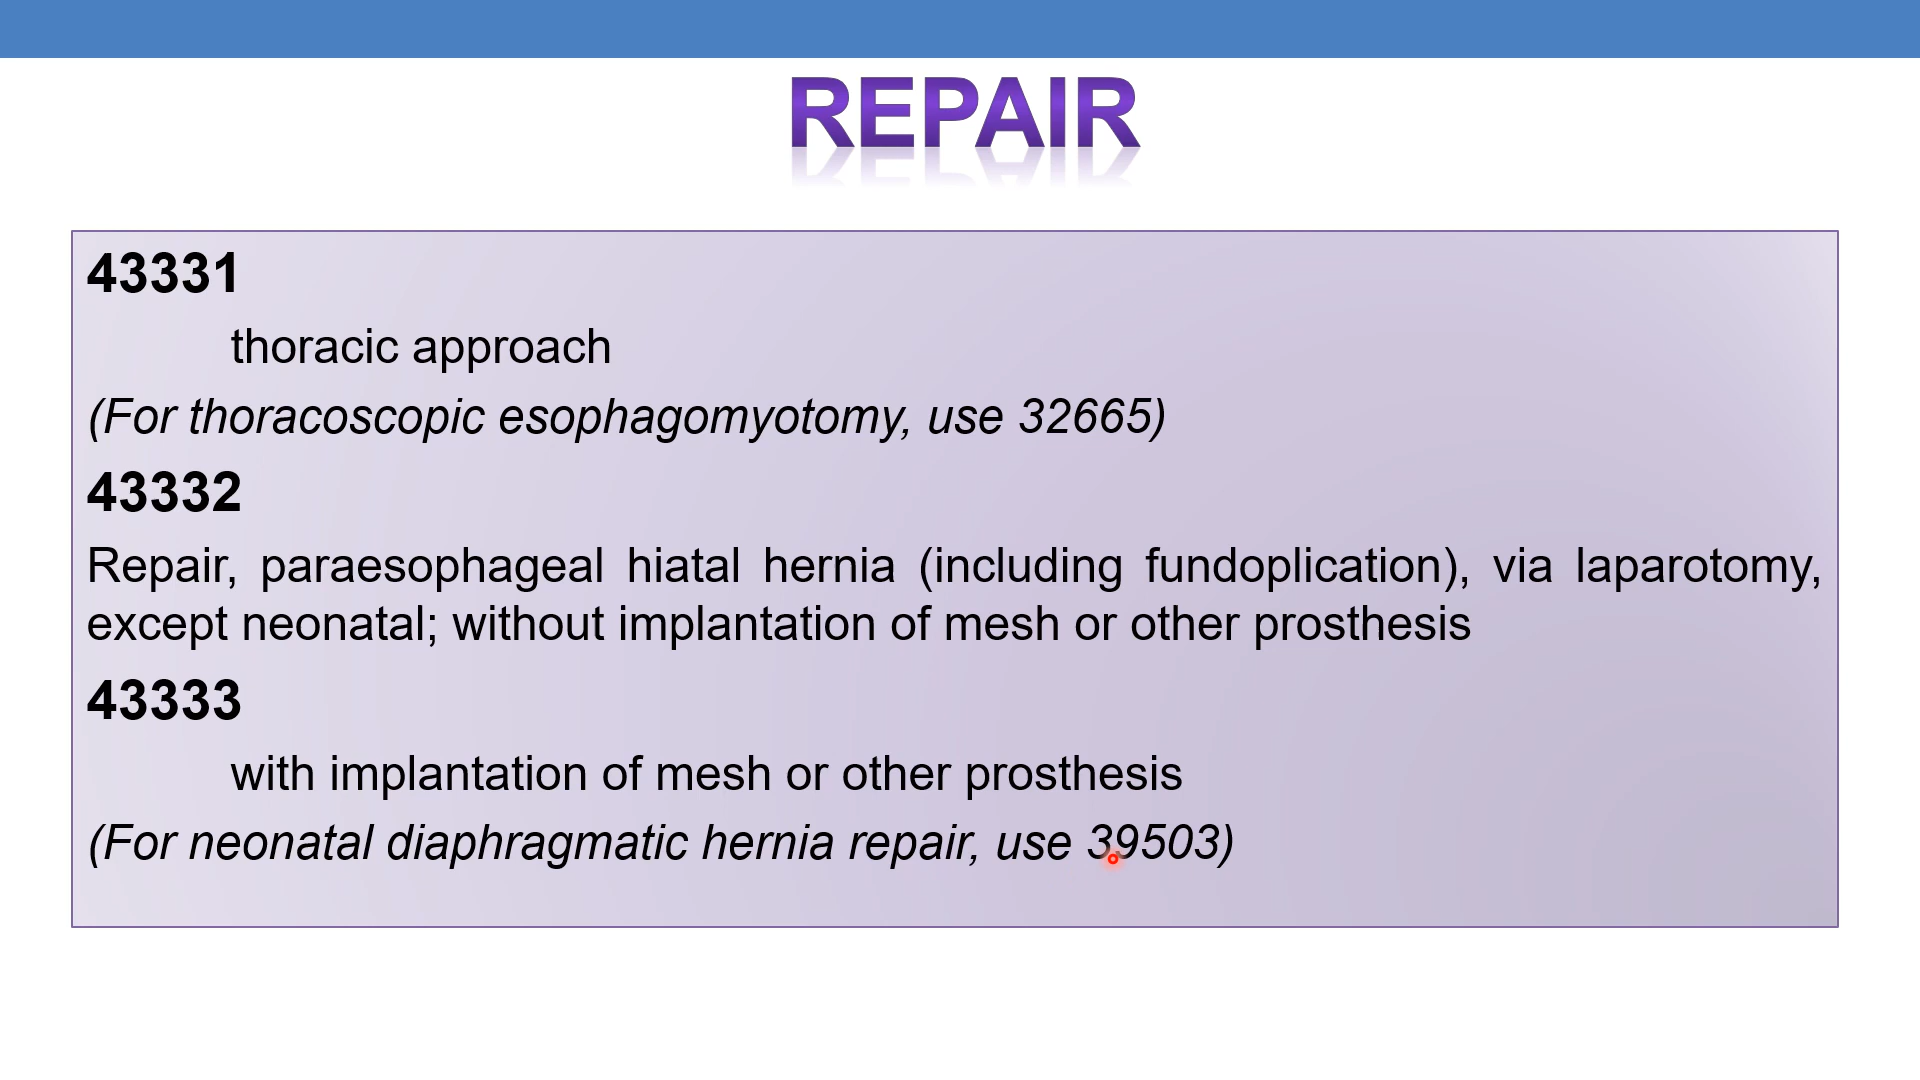 REPAIR
43331
thoracic approach
(For thoracoscopic esophagomyotomy, use 32665)
43332
Repair, paraesophageal hiatal hernia (including fundoplication), via laparotomy,
except neonatal; without implantation of mesh or other prosthesis
43333
with implantation of mesh or other prosthesis
(For neonatal diaphragmatic hernia repair, use 39503)